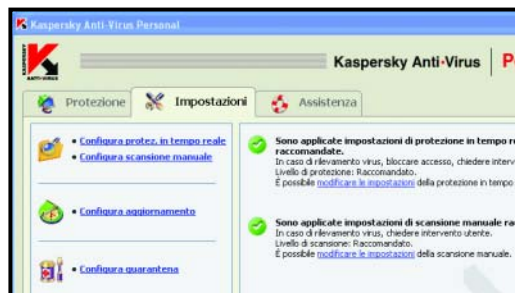 Kaspersky Anti-Virus Personal
KASPERSKY
ANTI-VIRUS
Kaspersky Anti-Virus
Protezione
Impostazioni
Assistenza
• Configura protez. in tempo reale
• Configura scansione manuale
• Configura aggiornamento
• Configura quarantena
Sono applicate impostazioni di protezione in tempo
raccomandate.
In caso di rilevamento virus, bloccare accesso, chiedere
Livello di protezione: Raccomandato.
É possibile modificare le impostazioni della protezione in tempo
Sono applicate impostazioni di scansione manuale
In caso di rilevamento virus, chiedere intervento utente.
Livello di scansione: Raccomandato.
É possibile modificare le impostazioni della scansione manuale.